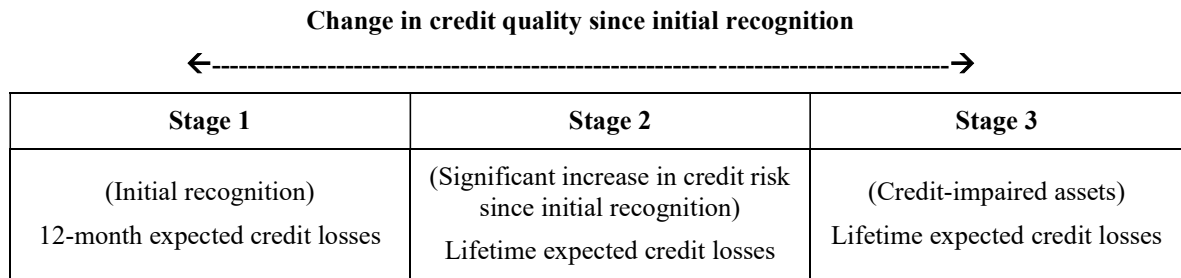 Change in credit quality since initial recognition
Stage 1
Stage 2
Stage 3
(Initial recognition)
12-month expected credit losses
(Significant increase in credit risk
since initial recognition)
Lifetime expected credit losses
(Credit-impaired assets)
Lifetime expected credit losses